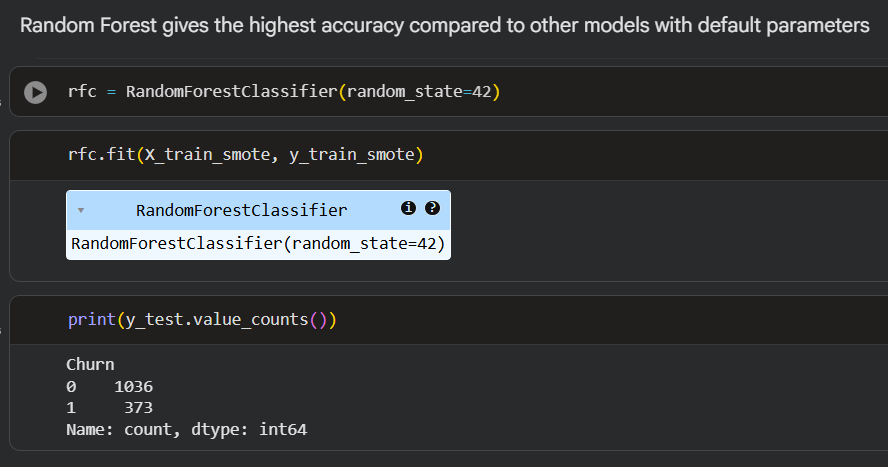 Random Forest gives the highest accuracy compared to other models with default parameters
rfc = RandomForestClassifier(random_state=42)
rfc.fit(X_train_smote, y_train_smote)
RandomForestClassifier
RandomForestClassifier(random_state=42)
print(y_test.value_counts())
Churn
0    1036
1     373
Name: count, dtype: int64